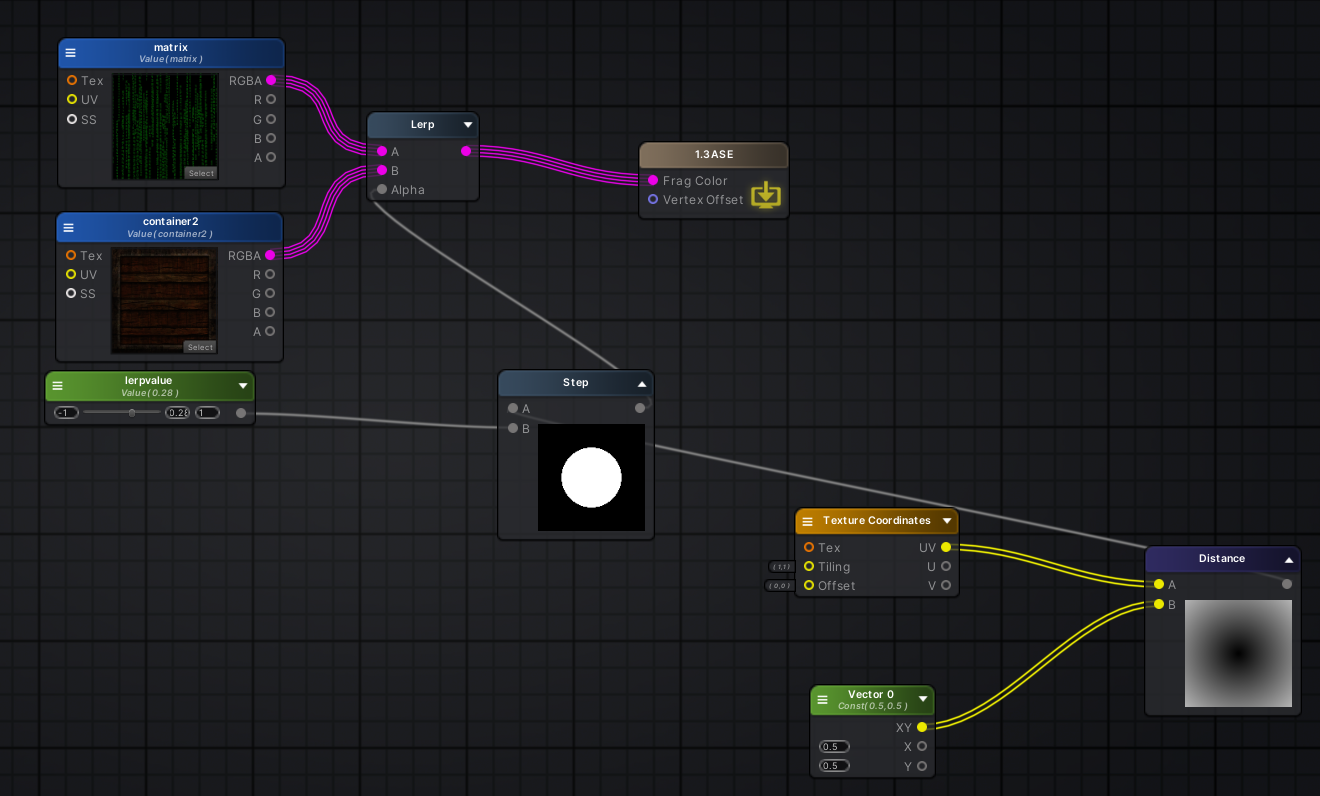 matrix
Value( matrix )
Tex
RGBA
UV
R
SS
G
B
A
Select
container2
Value( container2 )
Tex
RGBA
UV
R
SS
G
B
A
Select
lerpvalue
Value( 0.28 )
-1
0.28
1
Lerp
A
B
Alpha
1.3ASE
Frag Color
Vertex Offset
Step
A
B
Texture Coordinates
Tex
UV
( 1,1 )
Tiling
U
( 0,0 )
Offset
V
Vector 0
Const( 0.5,0.5 )
XY
0.5
X
0.5
Y
Distance
A
B